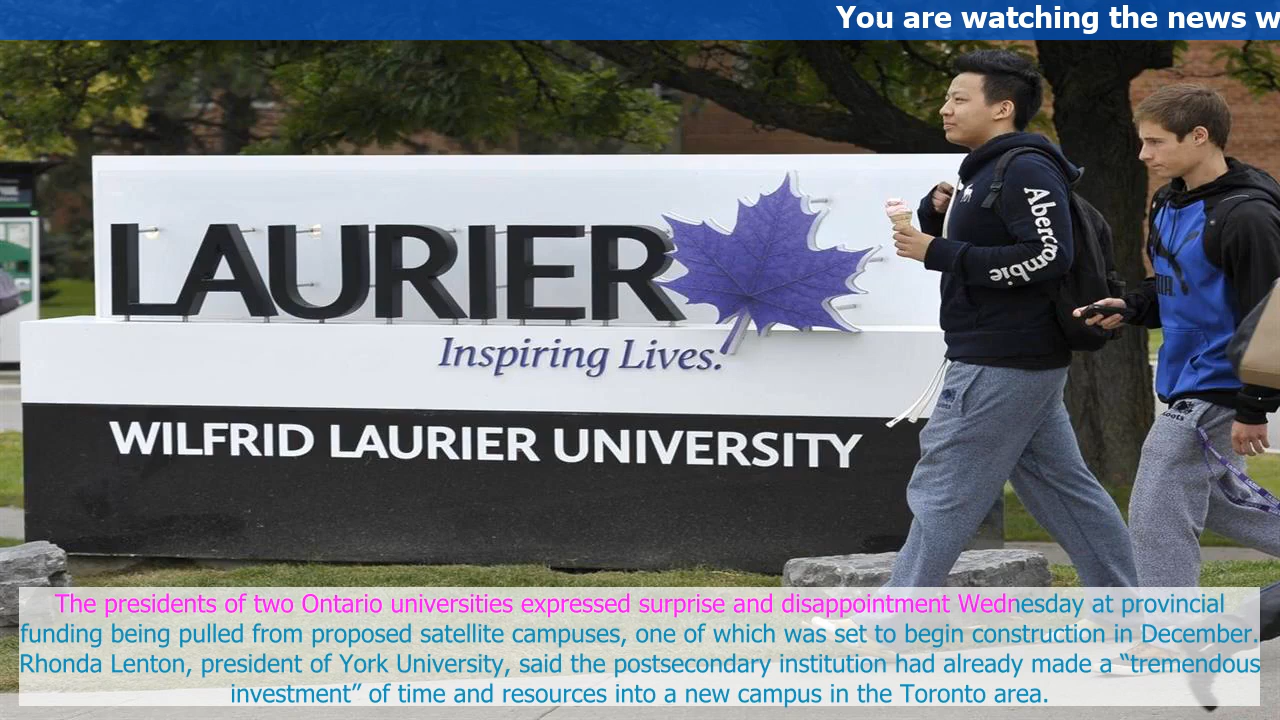 You are watching the news w
LAURIER
Inspiring Lives.
WILFRID LAURIER UNIVERSITY
Abercrombie
Roots
The presidents of two Ontario universities expressed surprise and disappointment Wednesday at provincial
funding being pulled from proposed satellite campuses, one of which was set to begin construction in December.
Rhonda Lenton, president of York University, said the postsecondary institution had already made a “tremendous
investment” of time and resources into a new campus in the Toronto area.